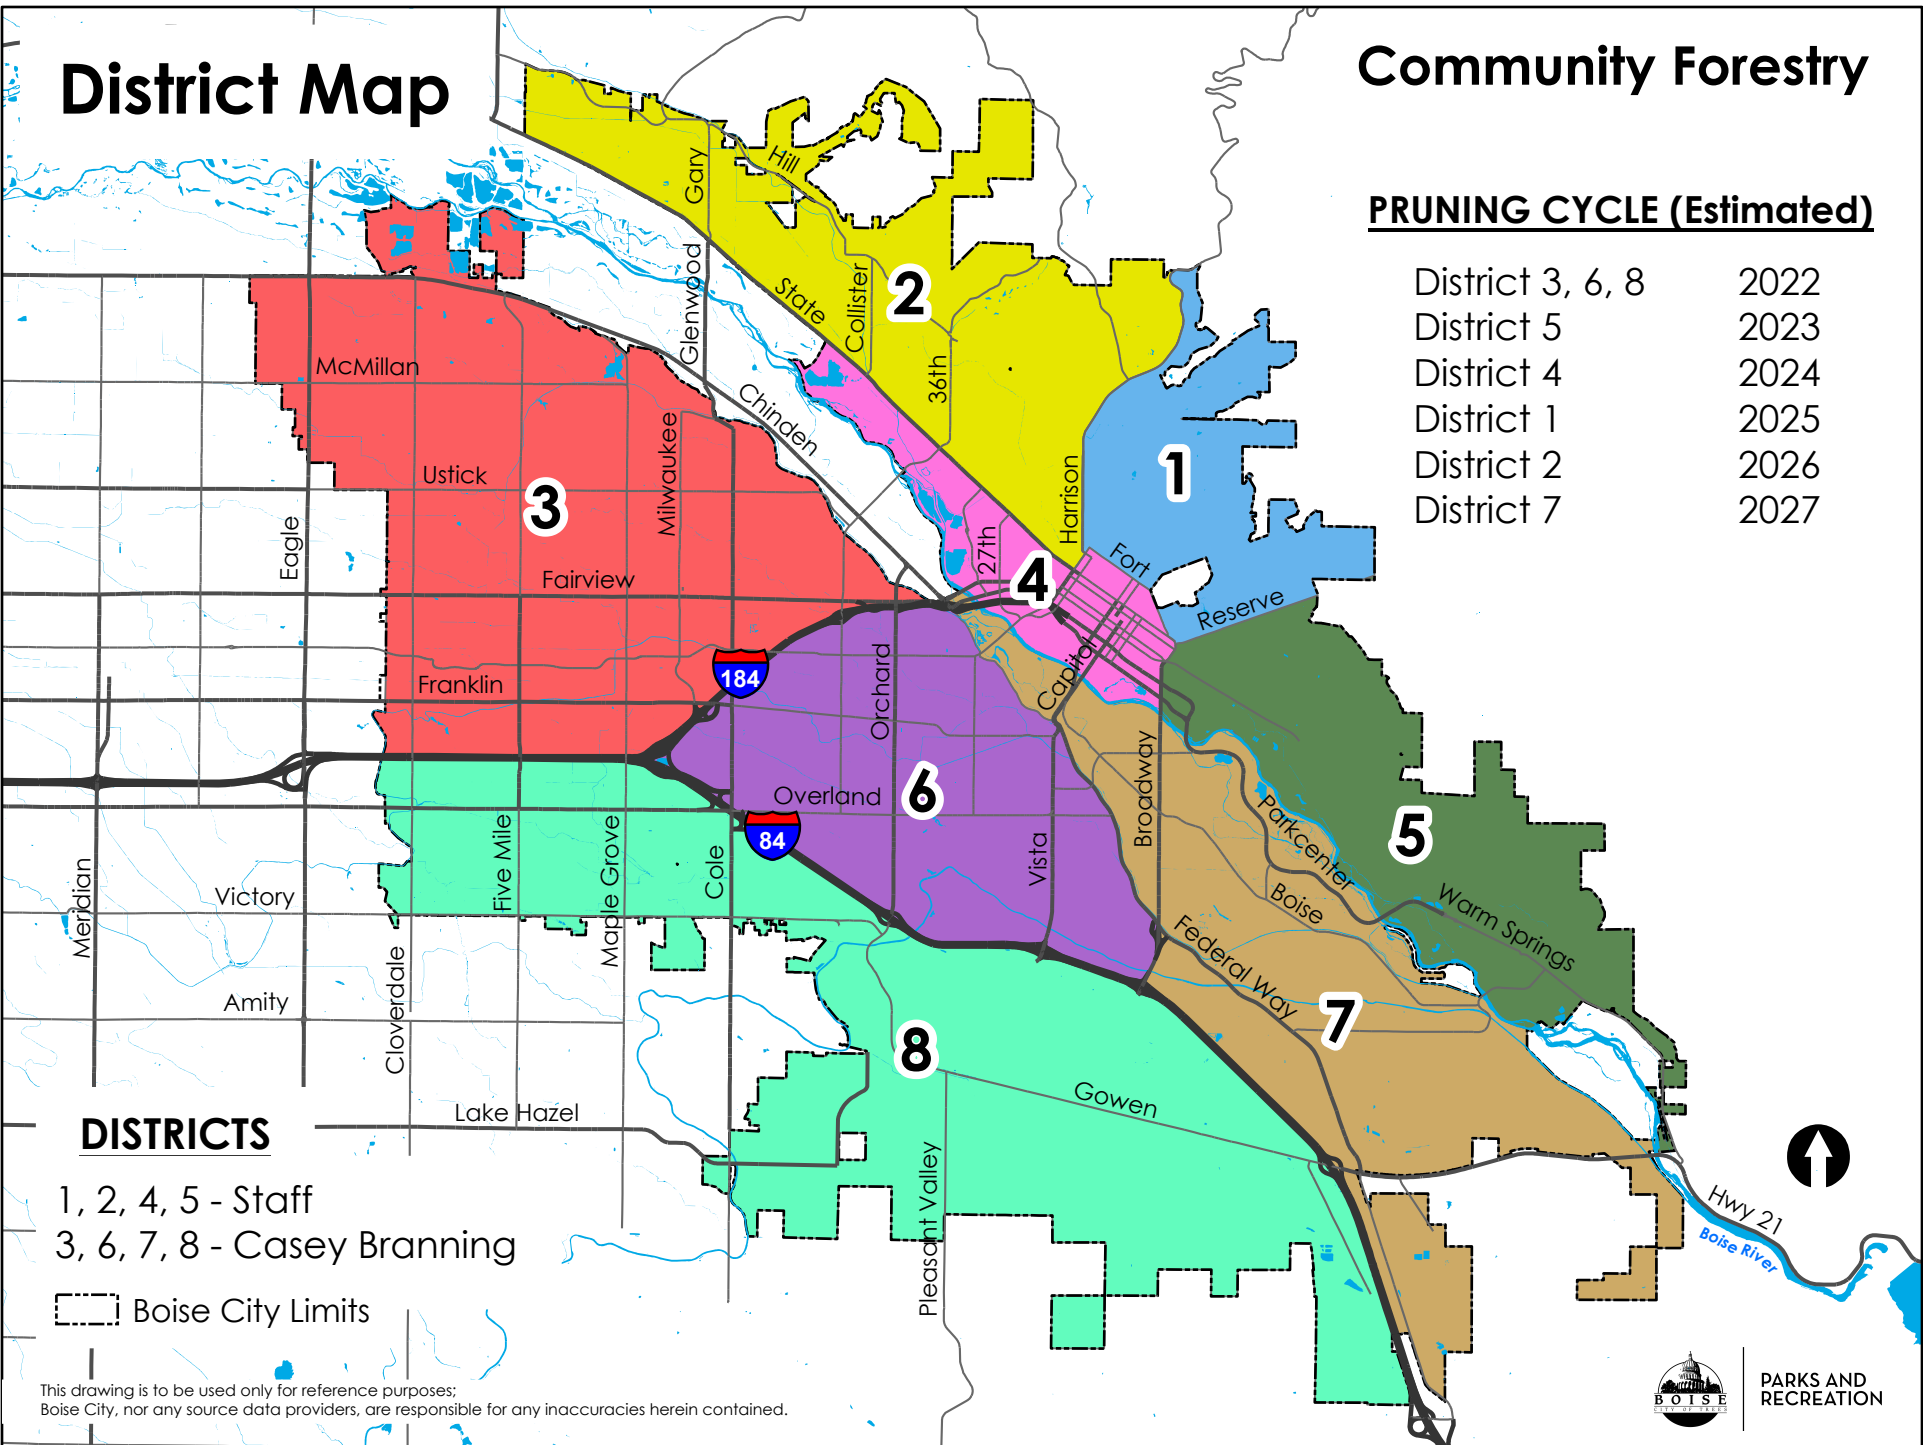 District Map
Community Forestry
PRUNING CYCLE (Estimated)
District 3, 6, 8 2022
District 5 2023
District 4 2024
District 1 2025
District 2 2026
District 7 2027
Hill
Gary
Glenwood
State
Collister
2
36th
Harrison
1
McMillan
Chinden
Milwaukee
Ustick
3
Eagle
27th
4
Fort
Reserve
Fairview
Franklin
184
Orchard
Capitol
Overland
6
84
Broadway
Vista
Parkcenter
5
Boise
Warm Springs
Federal Way
7
Meridian
Victory
Five Mile
Maple Grove
Cole
Amity
Cloverdale
8
Gowen
Lake Hazel
Pleasant Valley
Hwy 21
Boise River
DISTRICTS
1, 2, 4, 5 - Staff
3, 6, 7, 8 - Casey Branning
Boise City Limits
This drawing is to be used only for reference purposes;
Boise City, nor any source data providers, are responsible for any inaccuracies herein contained.
BOISE
CITY OF TREES
PARKS AND
RECREATION